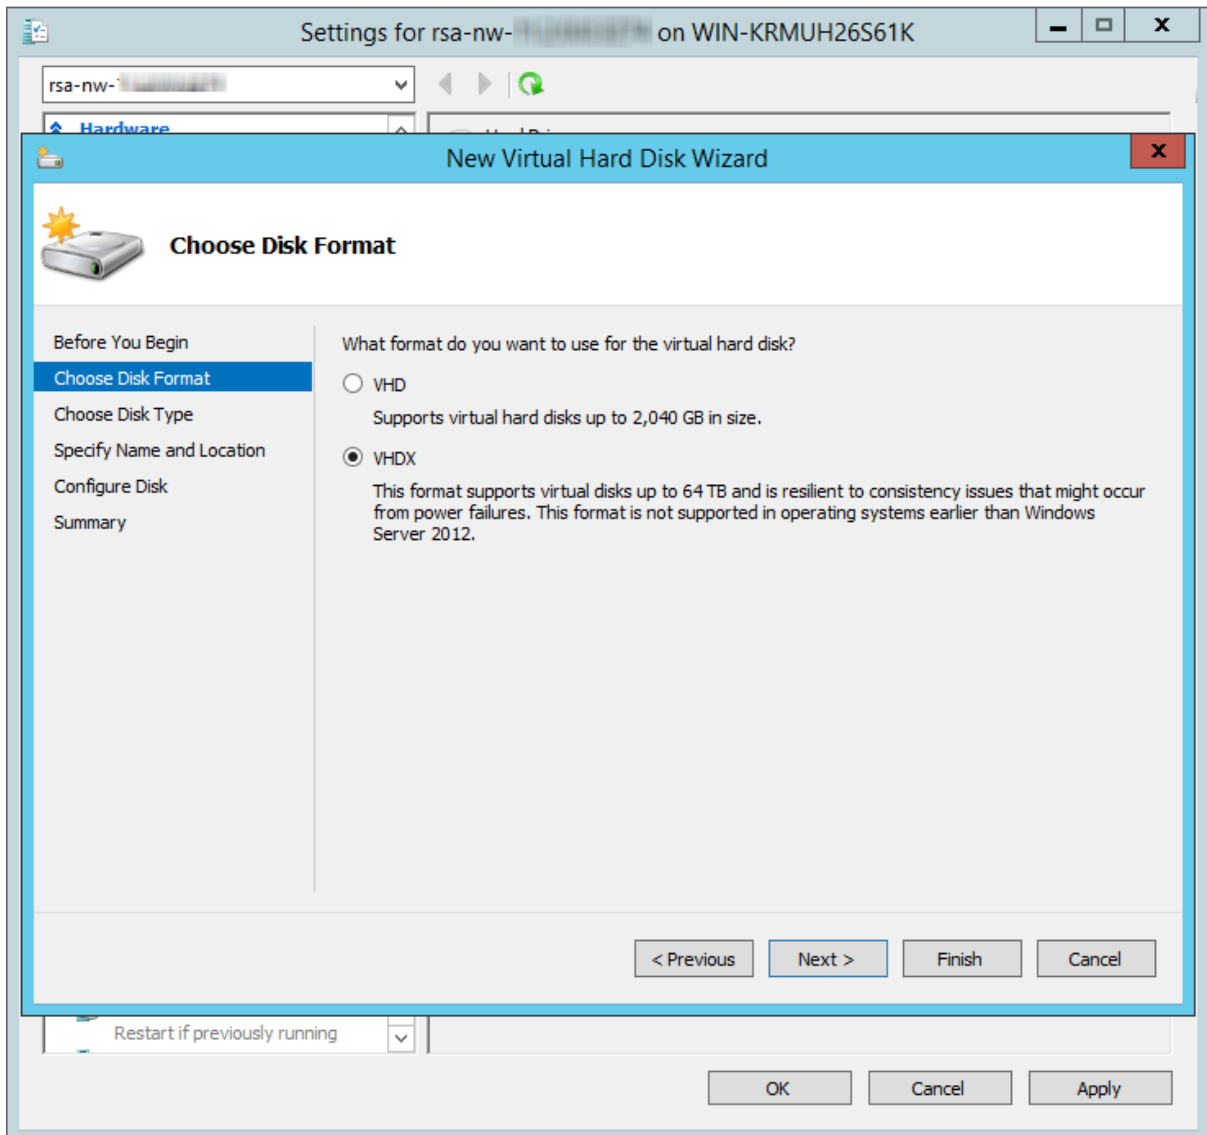 Settings for rsa-nw- on WIN-KRMUH26S61K
rsa-nw-
Hardware
New Virtual Hard Disk Wizard
Choose Disk Format
Before You Begin
Choose Disk Format
Choose Disk Type
Specify Name and Location
Configure Disk
Summary
What format do you want to use for the virtual hard disk?
VHD
Supports virtual hard disks up to 2,040 GB in size.
VHDX
This format supports virtual disks up to 64 TB and is resilient to consistency issues that might occur
from power failures. This format is not supported in operating systems earlier than Windows
Server 2012.
< Previous
Next >
Finish
Cancel
Restart if previously running
OK
Cancel
Apply